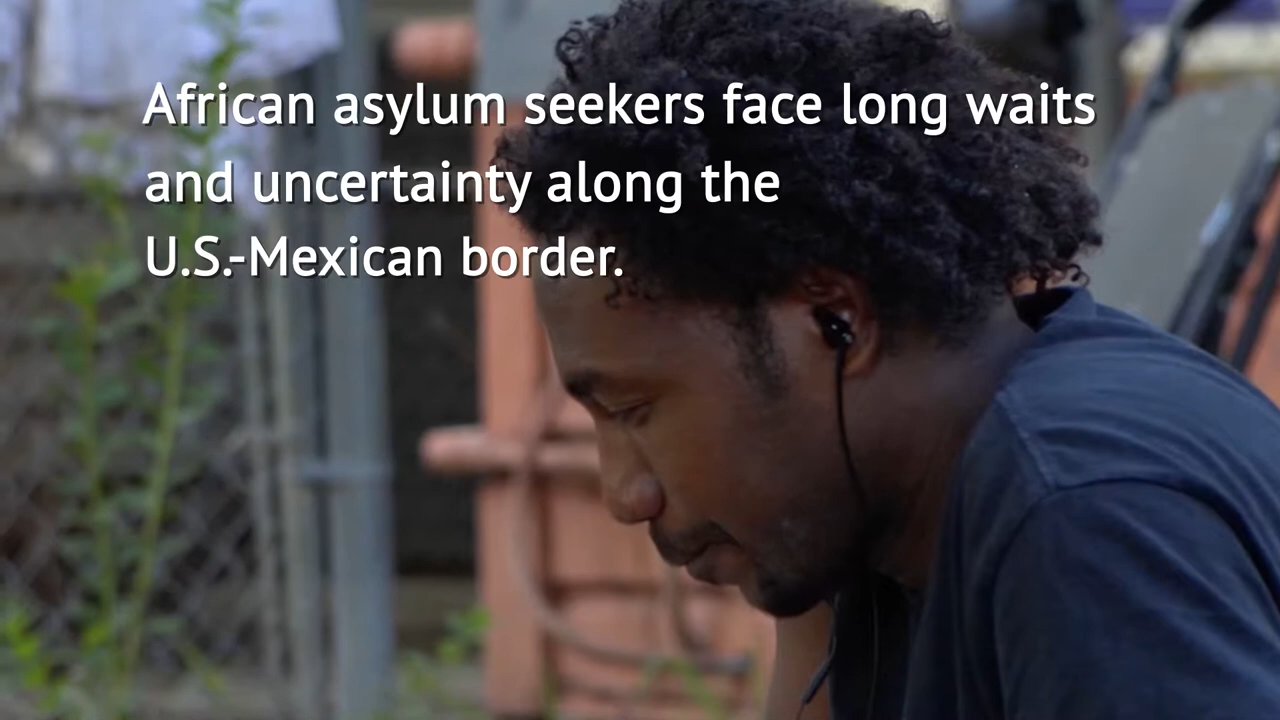 African asylum seekers face long waits
and uncertainty along the
U.S.-Mexican border.